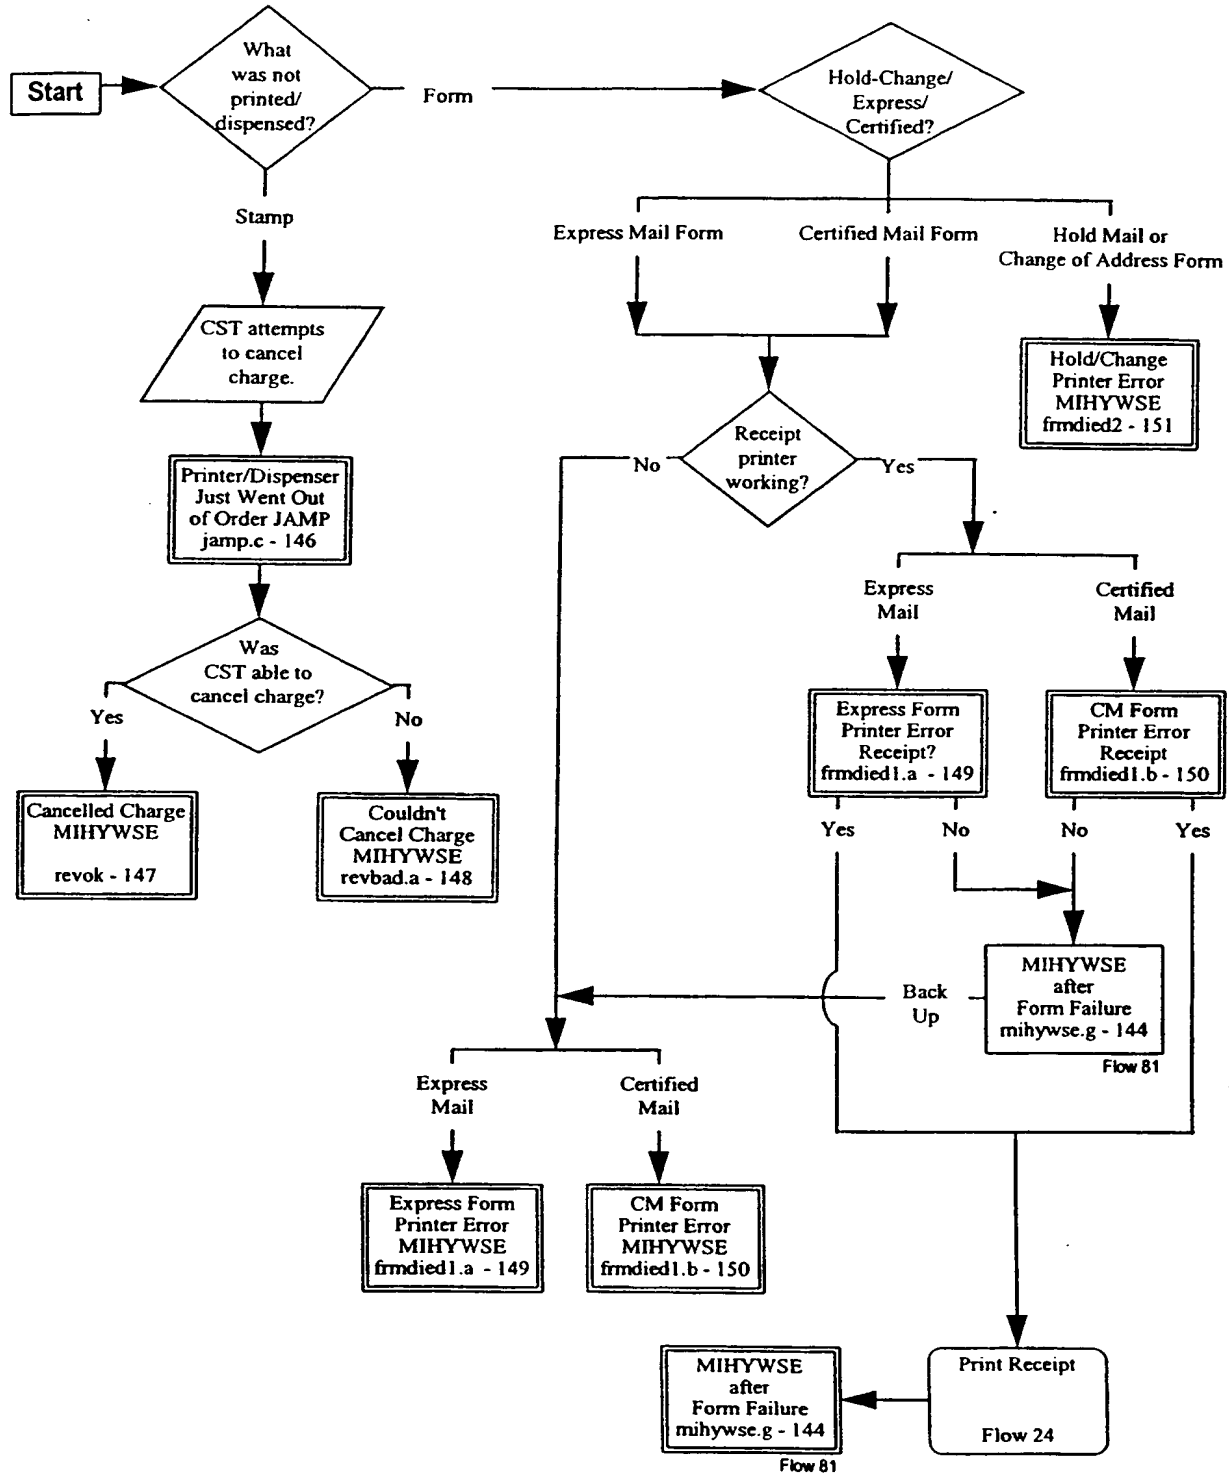 Start
What
was not
printed/
dispensed?
Form
Hold-Change/
Express/
Certified?
Stamp
Express Mail Form
Certified Mail Form
Hold Mail or
Change of Address Form
CST attempts
to cancel
charge.
Hold/Change
Printer Error
MIHYWSE
frmdied2 - 151
Receipt
printer
working?
No
Yes
Printer/Dispenser
Just Went Out
of Order JAMP
jamp.c - 146
Express
Mail
Certified
Mail
Was
CST able to
cancel charge?
Yes
No
Express Form
Printer Error
Receipt?
frmdied1.a - 149
CM Form
Printer Error
Receipt
frmdied1.b - 150
Cancelled Charge
MIHYWSE
revok - 147
Couldn't
Cancel Charge
MIHYWSE
revbad.a - 148
Yes
No
No
Yes
MIHYWSE
after
Form Failure
mihywse.g - 144
Flow 81
Back
Up
Express
Mail
Certified
Mail
Express Form
Printer Error
MIHYWSE
frmdied1.a - 149
CM Form
Printer Error
MIHYWSE
frmdied1.b - 150
MIHYWSE
after
Form Failure
mihywse.g - 144
Flow 81
Print Receipt
Flow 24